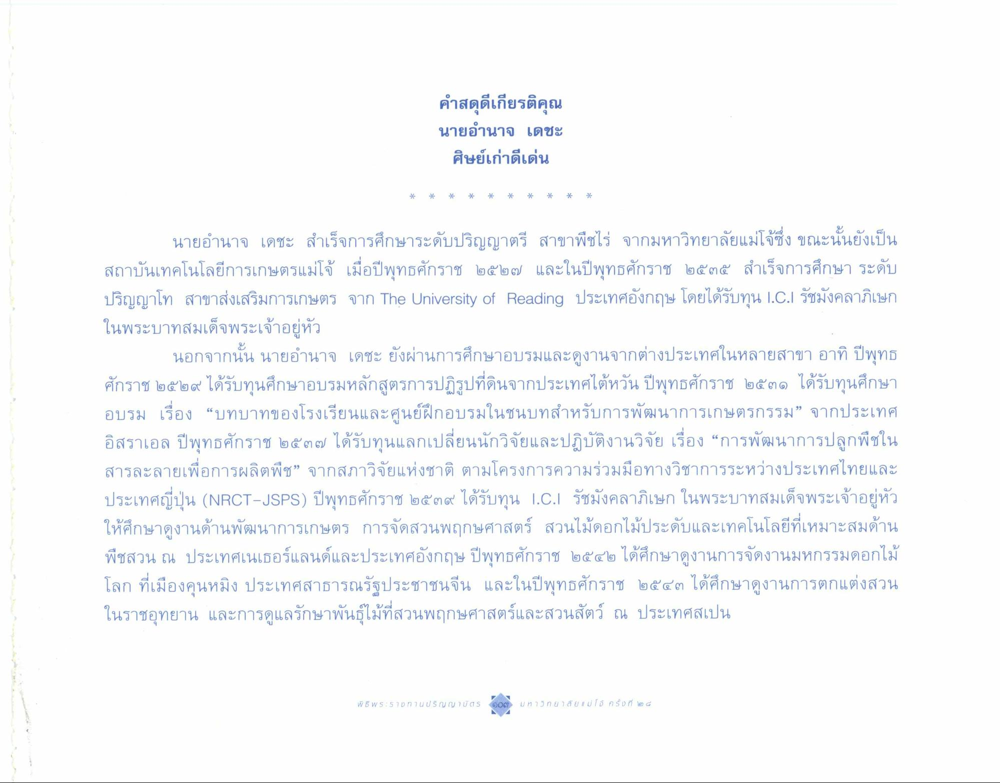 คำสดุดีเกียรติคุณ
นายอำนาจ เดชะ
ศิษย์เก่าดีเด่น
* * * * * * * * * *
นายอำนาจ เดชะ สำเร็จการศึกษาระดับปริญญาตรี สาขาพืชไร่ จากมหาวิทยาลัยแม่โจ้ซึ่ง ขณะนั้นยังเป็น
สถาบันเทคโนโลยีการเกษตรแม่โจ้ เมื่อปีพุทธศักราช ๒๕๒๗ และในปีพุทธศักราช ๒๕๓๕ สำเร็จการศึกษา ระดับ
ปริญญาโท สาขาส่งเสริมการเกษตร จาก The University of Reading ประเทศอังกฤษ โดยได้รับทุน I.C.I รัชมังคลาภิเษก
ในพระบาทสมเด็จพระเจ้าอยู่หัว
นอกจากนั้น นายอำนาจ เดชะ ยังผ่านการศึกษาอบรมและดูงานจากต่างประเทศในหลายสาขา อาทิ ปีพุทธ
ศักราช ๒๕๒๙ ได้รับทุนศึกษาอบรมหลักสูตรการปฏิรูปที่ดินจากประเทศไต้หวัน ปีพุทธศักราช ๒๕๓๑ ได้รับทุนศึกษา
อบรม เรื่อง “บทบาทของโรงเรียนและศูนย์ฝึกอบรมในชนบทสำหรับการพัฒนาการเกษตรกรรม” จากประเทศ
อิสราเอล ปีพุทธศักราช ๒๕๓๗ ได้รับทุนแลกเปลี่ยนนักวิจัยและปฎิบัติงานวิจัย เรื่อง “การพัฒนาการปลูกพืชใน
สารละลายเพื่อการผลิตพืช” จากสภาวิจัยแห่งชาติ ตามโครงการความร่วมมือทางวิชาการระหว่างประเทศไทยและ
ประเทศญี่ปุ่น (NRCT-JSPS) ปีพุทธศักราช ๒๕๓๙ ได้รับทุน I.C.I รัชมังคลาภิเษก ในพระบาทสมเด็จพระเจ้าอยู่หัว
ให้ศึกษาดูงานด้านพัฒนาการเกษตร การจัดสวนพฤกษศาสตร์ สวนไม้ดอกไม้ประดับและเทคโนโลยีที่เหมาะสมด้าน
พืชสวน ณ ประเทศเนเธอร์แลนด์และประเทศอังกฤษ ปีพุทธศักราช ๒๕๔๒ ได้ศึกษาดูงานการจัดงานมหกรรมดอกไม้
โลก ที่เมืองคุนหมิง ประเทศสาธารณรัฐประชาชนจีน และในปีพุทธศักราช ๒๕๔๓ ได้ศึกษาดูงานการตกแต่งสวน
ในราชอุทยาน และการดูแลรักษาพันธุ์ไม้ที่สวนพฤกษศาสตร์และสวนสัตว์ ณ ประเทศสเปน
พิธีพระราชทานปริญญาบัตร ๑๐๙ มหาวิทยาลัยแม่โจ้ ครั้งที่ ๒๘